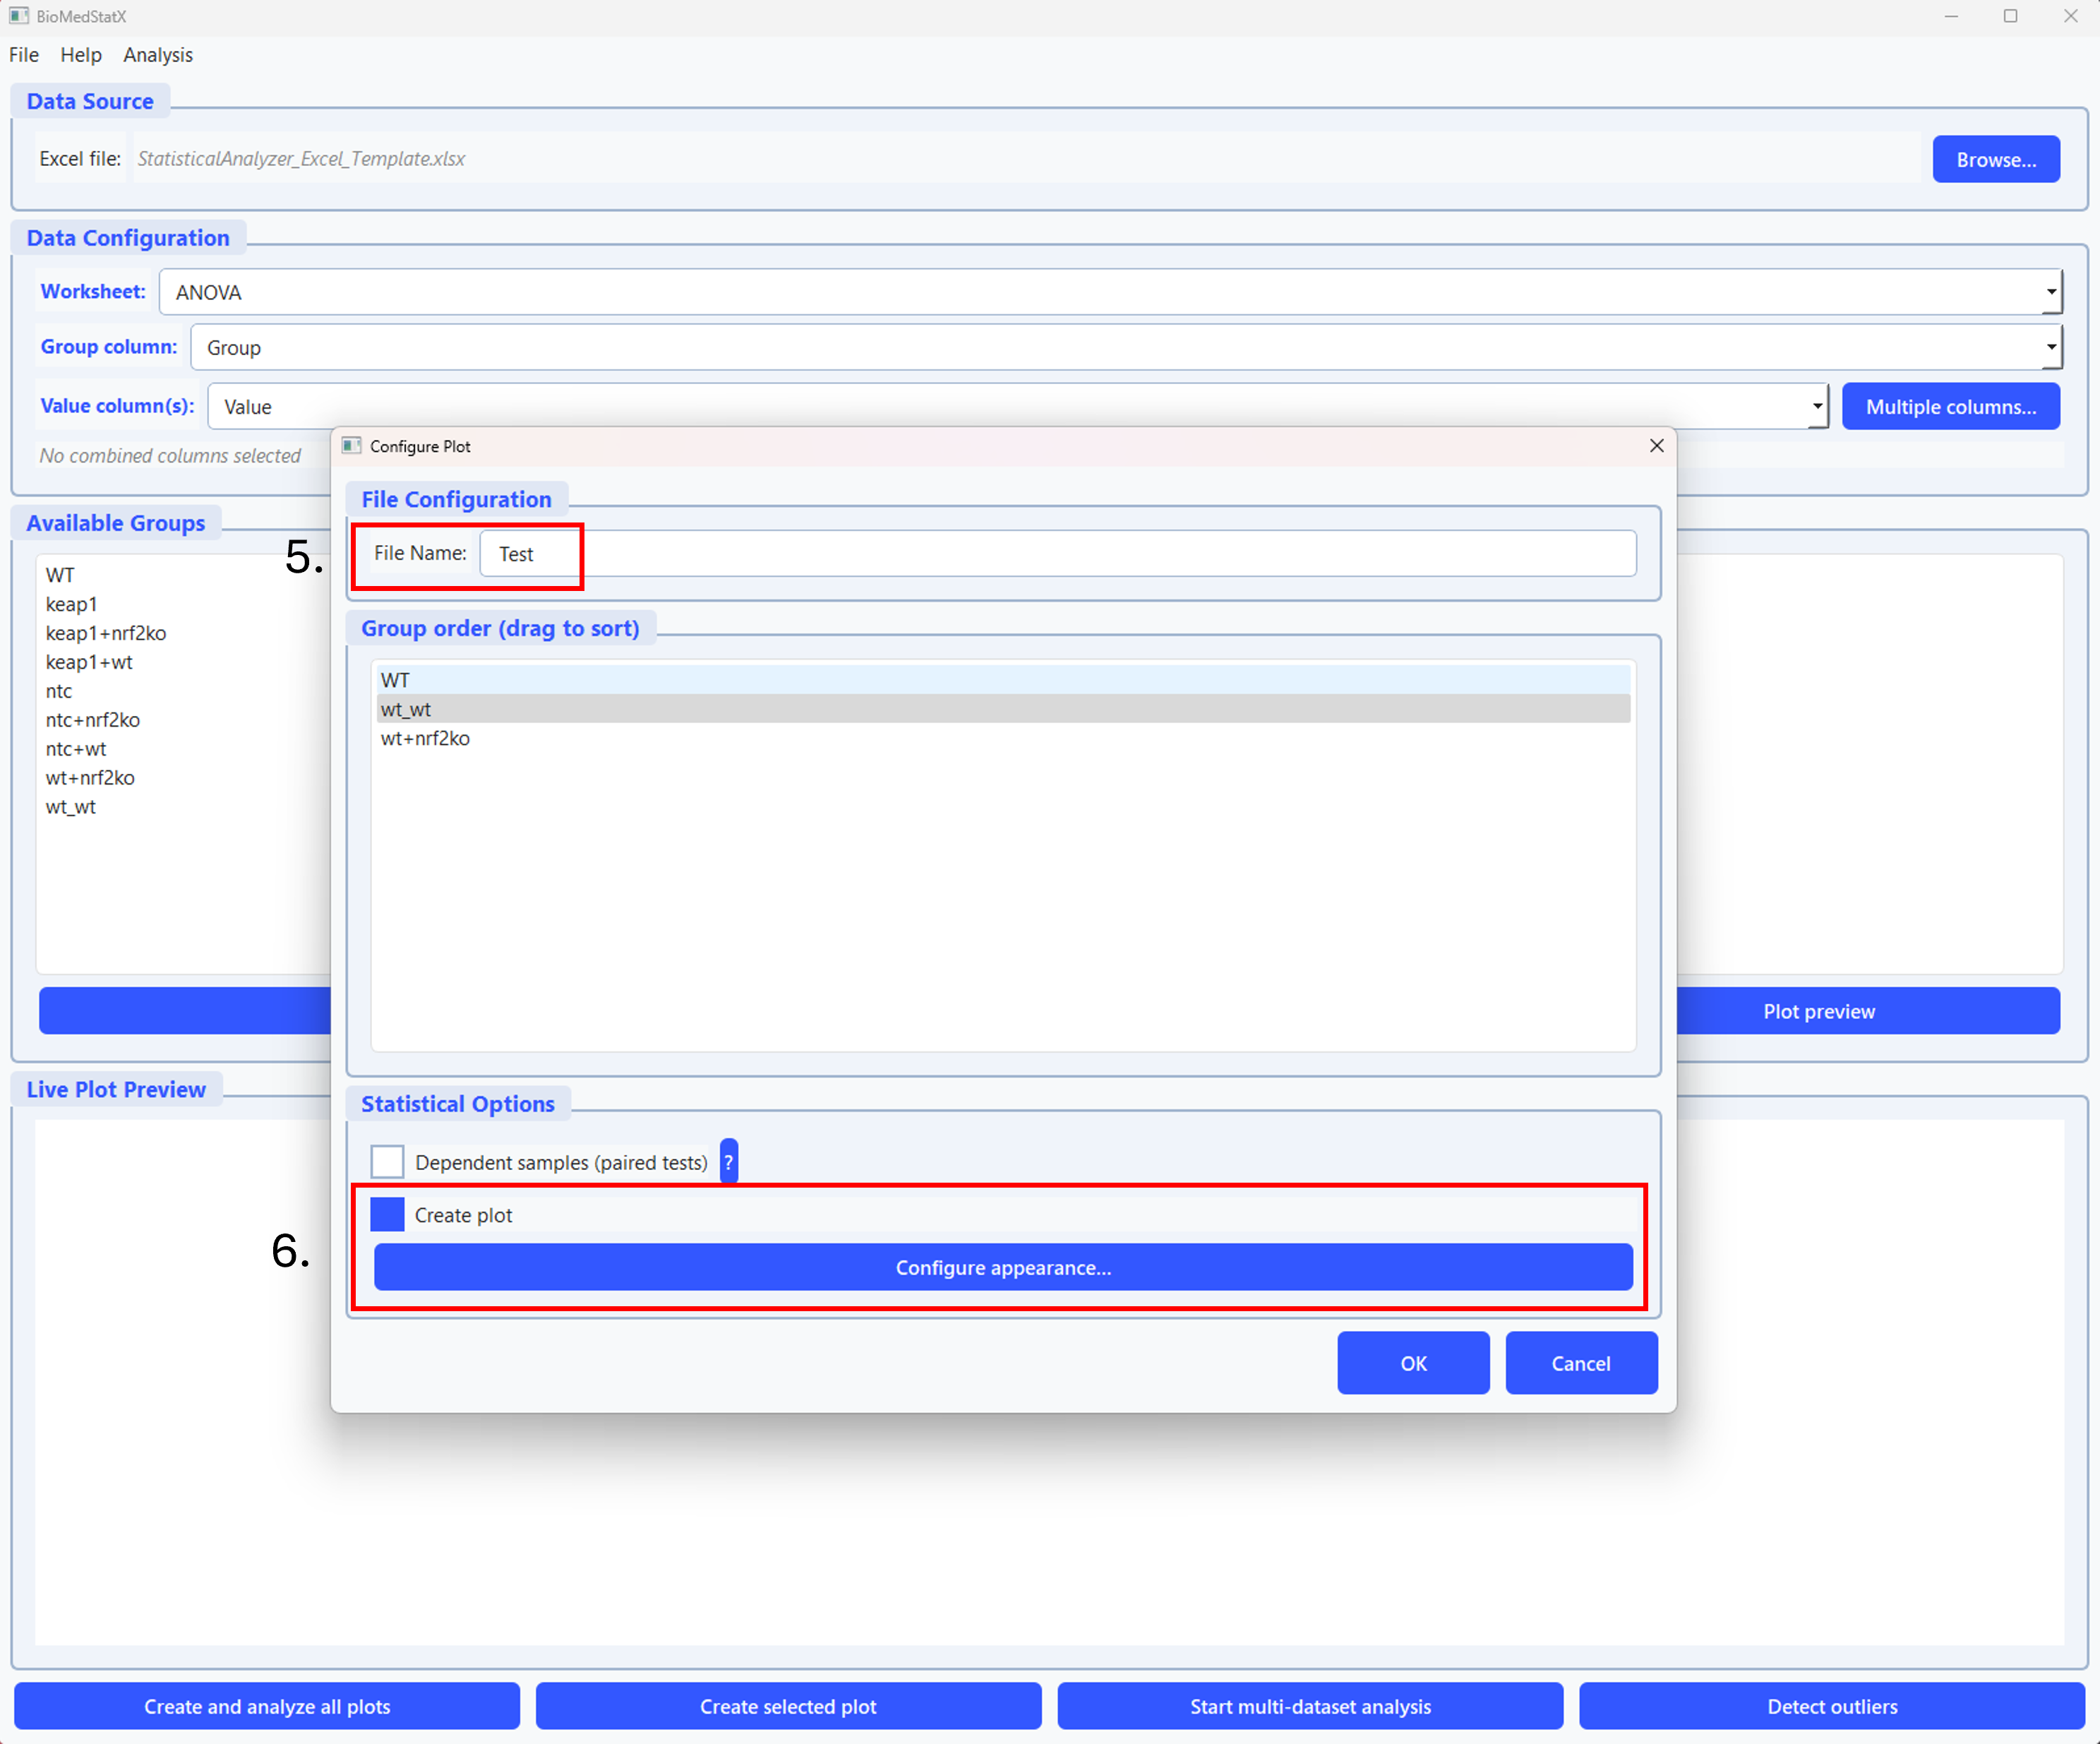 BioMedStatX
File Help Analysis
Data Source
Excel file: StatisticalAnalyzer_Excel_Template.xlsx Browse...
Data Configuration
Worksheet: ANOVA
Group column: Group
Value column(s): Value Multiple columns...
No combined columns selected
Configure Plot
File Configuration
Available Groups
5. File Name: Test
WT
keap1
keap1+nrf2ko
keap1+wt
ntc
ntc+nrf2ko
ntc+wt
wt+nrf2ko
wt_wt
Group order (drag to sort)
WT
wt_wt
wt+nrf2ko
Plot preview
Live Plot Preview
Statistical Options
Dependent samples (paired tests) ?
Create plot
6.
Configure appearance...
OK Cancel
Create and analyze all plots Create selected plot Start multi-dataset analysis Detect outliers